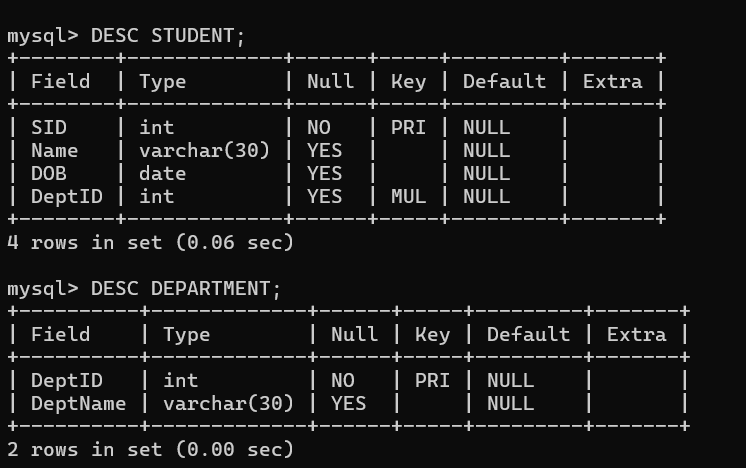 mysql> DESC STUDENT;
+--------+-------------+------+-----+---------+-------+
| Field  | Type        | Null | Key | Default | Extra |
+--------+-------------+------+-----+---------+-------+
| SID    | int         | NO   | PRI | NULL    |       |
| Name   | varchar(30) | YES  |     | NULL    |       |
| DOB    | date        | YES  |     | NULL    |       |
| DeptID | int         | YES  | MUL | NULL    |       |
+--------+-------------+------+-----+---------+-------+
4 rows in set (0.06 sec)
mysql> DESC DEPARTMENT;
+----------+-------------+------+-----+---------+-------+
| Field    | Type        | Null | Key | Default | Extra |
+----------+-------------+------+-----+---------+-------+
| DeptID   | int         | NO   | PRI | NULL    |       |
| DeptName | varchar(30) | YES  |     | NULL    |       |
+----------+-------------+------+-----+---------+-------+
2 rows in set (0.00 sec)